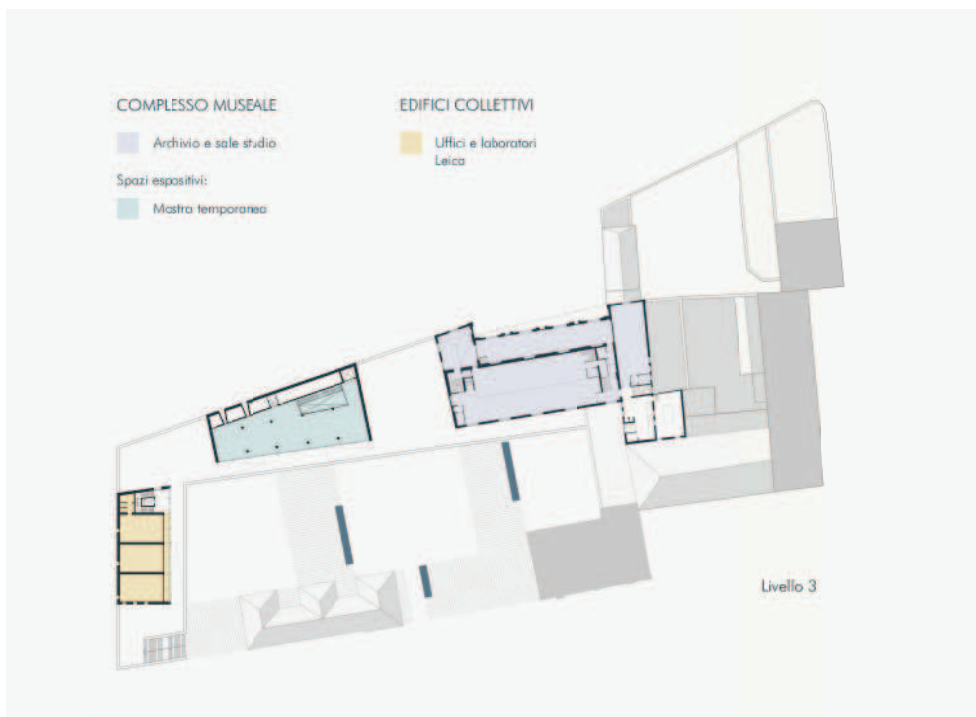 COMPLESSO MUSEALE
Archivio e sale studio
Spazi espositivi:
Mostra temporanea
EDIFICI COLLETTIVI
Uffici e laboratori
Leica
Livello 3